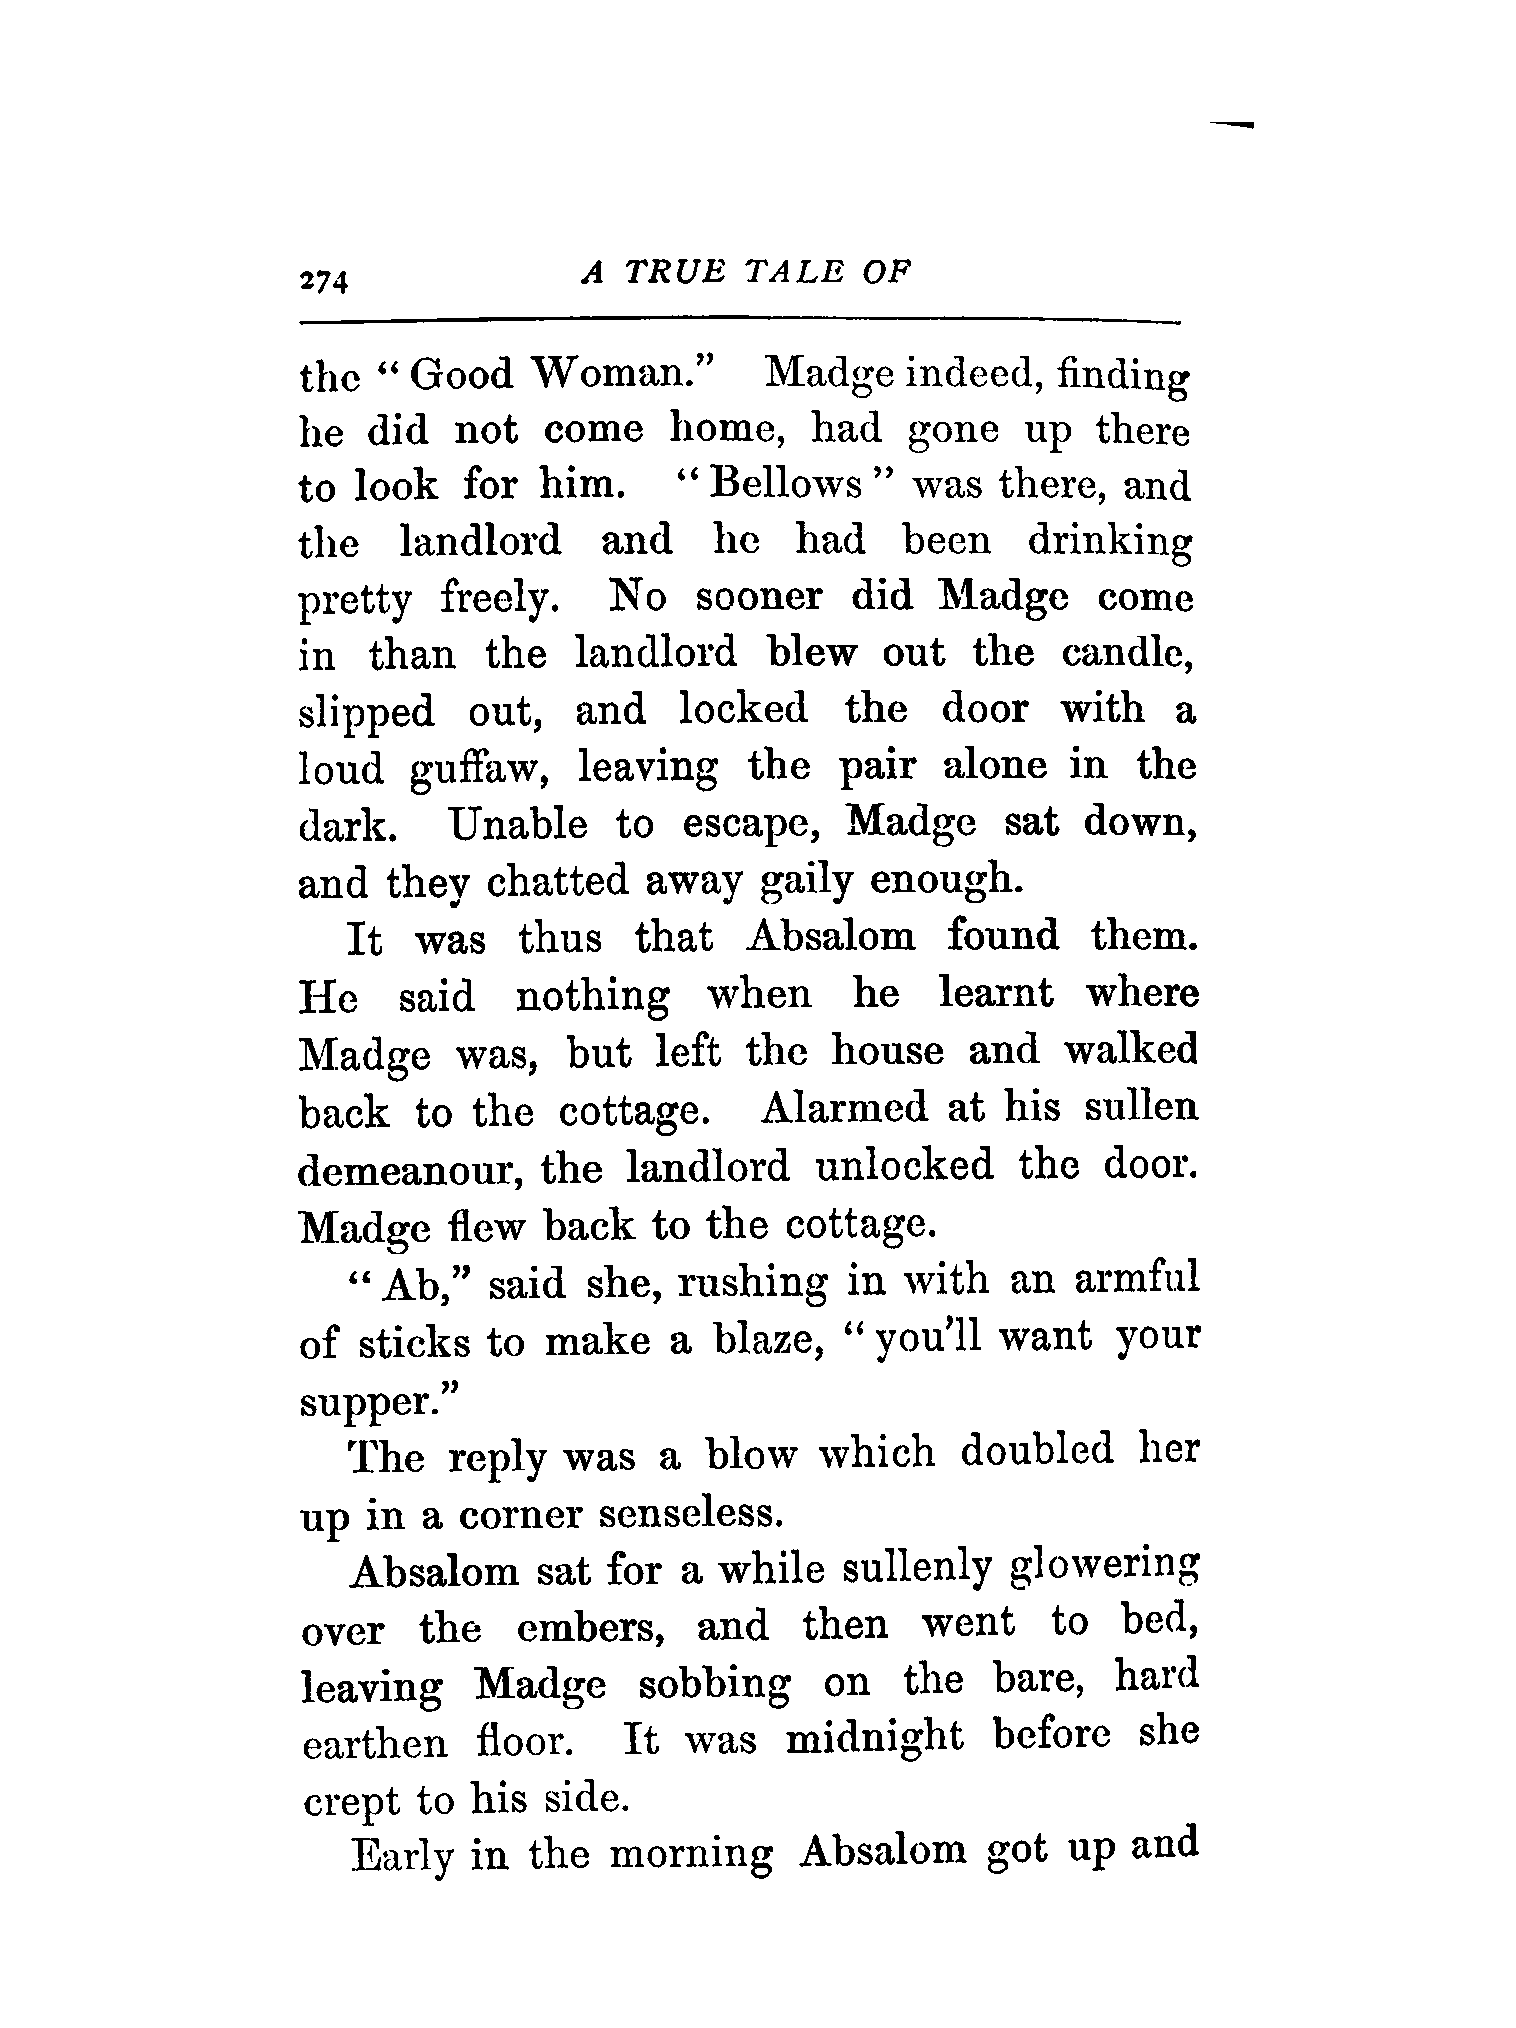 274 A TRUE TALE OF
the “Good Woman.” Madge indeed, finding
he did not come home, had gone up there
to look for him. “Bellows” was there, and
the landlord and he had been drinking
pretty freely. No sooner did Madge come
in than the landlord blew out the candle,
slipped out, and locked the door with a
loud guffaw, leaving the pair alone in the
dark. Unable to escape, Madge sat down,
and they chatted away gaily enough.
It was thus that Absalom found them.
He said nothing when he learnt where
Madge was, but left the house and walked
back to the cottage. Alarmed at his sullen
demeanour, the landlord unlocked the door.
Madge flew back to the cottage.
“Ab,” said she, rushing in with an armful
of sticks to make a blaze, “you’ll want your
supper.”
The reply was a blow which doubled her
up in a corner senseless.
Absalom sat for a while sullenly glowering
over the embers, and then went to bed,
leaving Madge sobbing on the bare, hard
earthen floor. It was midnight before she
crept to his side.
Early in the morning Absalom got up and